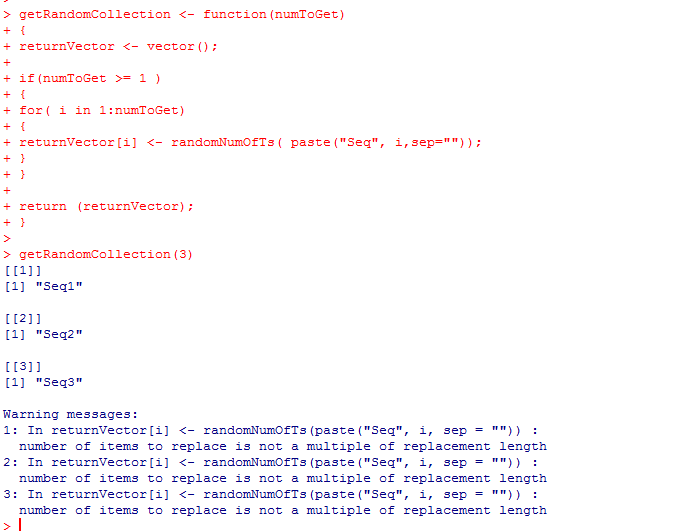 >
> getRandomCollection <- function(numToGet)
+ {
+ returnVector <- vector();
+
+ if(numToGet >= 1 )
+ {
+ for( i in 1:numToGet)
+ {
+ returnVector[i] <- randomNumOfTs( paste("Seq", i,sep=""));
+ }
+ }
+
+ return (returnVector);
+ }
>
> getRandomCollection(3)
[[1]]
[1] "Seq1"

[[2]]
[1] "Seq2"

[[3]]
[1] "Seq3"

Warning messages:
1: In returnVector[i] <- randomNumOfTs(paste("Seq", i, sep = "")) :
  number of items to replace is not a multiple of replacement length
2: In returnVector[i] <- randomNumOfTs(paste("Seq", i, sep = "")) :
  number of items to replace is not a multiple of replacement length
3: In returnVector[i] <- randomNumOfTs(paste("Seq", i, sep = "")) :
  number of items to replace is not a multiple of replacement length
>